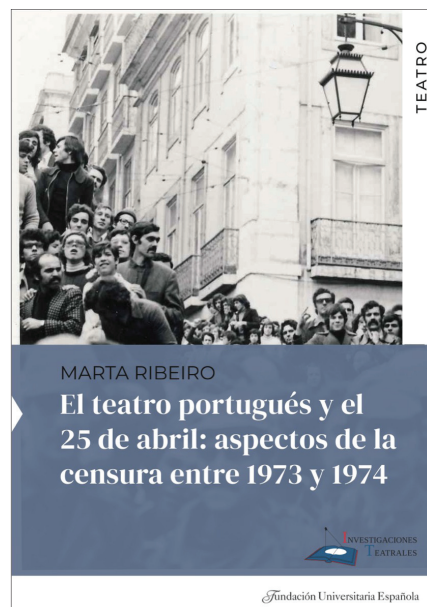 TEATRO
MARTA RIBEIRO
El teatro portugués y el
25 de abril: aspectos de la
censura entre 1973 y 1974
INVESTIGACIONES
TEATRALES
Fundación Universitaria Española